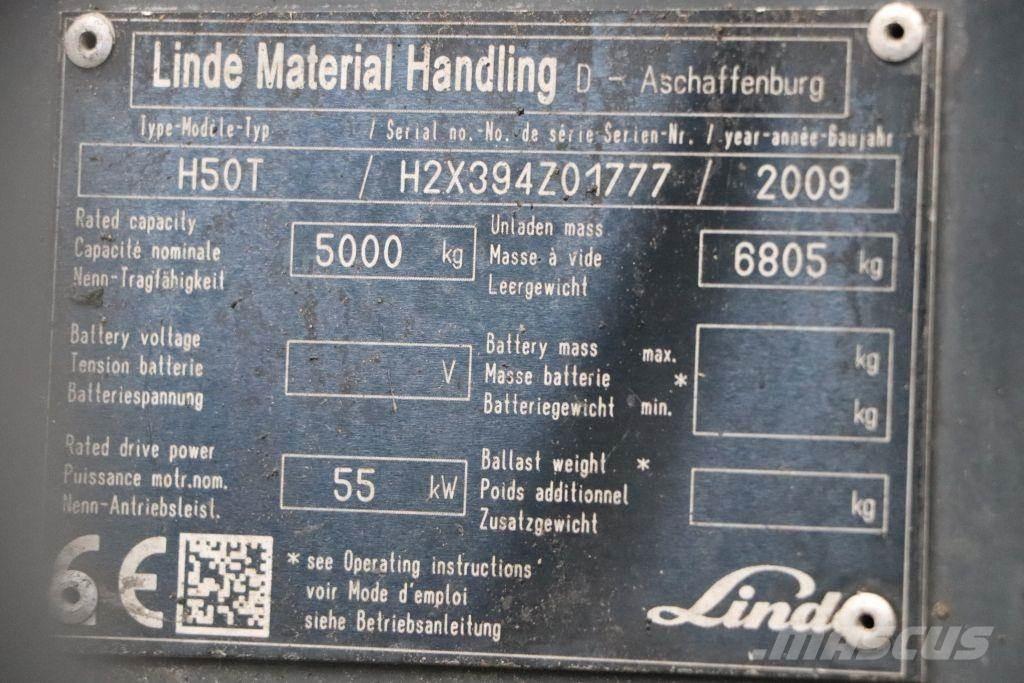 Linde Material Handling D - Aschaffenburg
Type-Modèle-Typ / Serial no.-No. de série Serien-Nr. / year-année-Baujahr
H50T / H2X394Z01777 / 2009
Rated capacity
Capacité nominale
Nenn-Tragfähigkeit
5000 kg
Unladen mass
Masse à vide
Leergewicht
6805 kg
Battery voltage
Tension batterie
Batteriespannung
V
Battery mass max.
Masse batterie *
Batteriegewicht min.
kg
kg
Rated drive power
Puissance motr.nom.
Nenn-Antriebsleist.
55 kW
Ballast weight *
Poids additionnel
Zusatzgewicht
kg
CE
* see Operating instructions
voir Mode d'emploi
siehe Betriebsanleitung
Linde
MASCUS